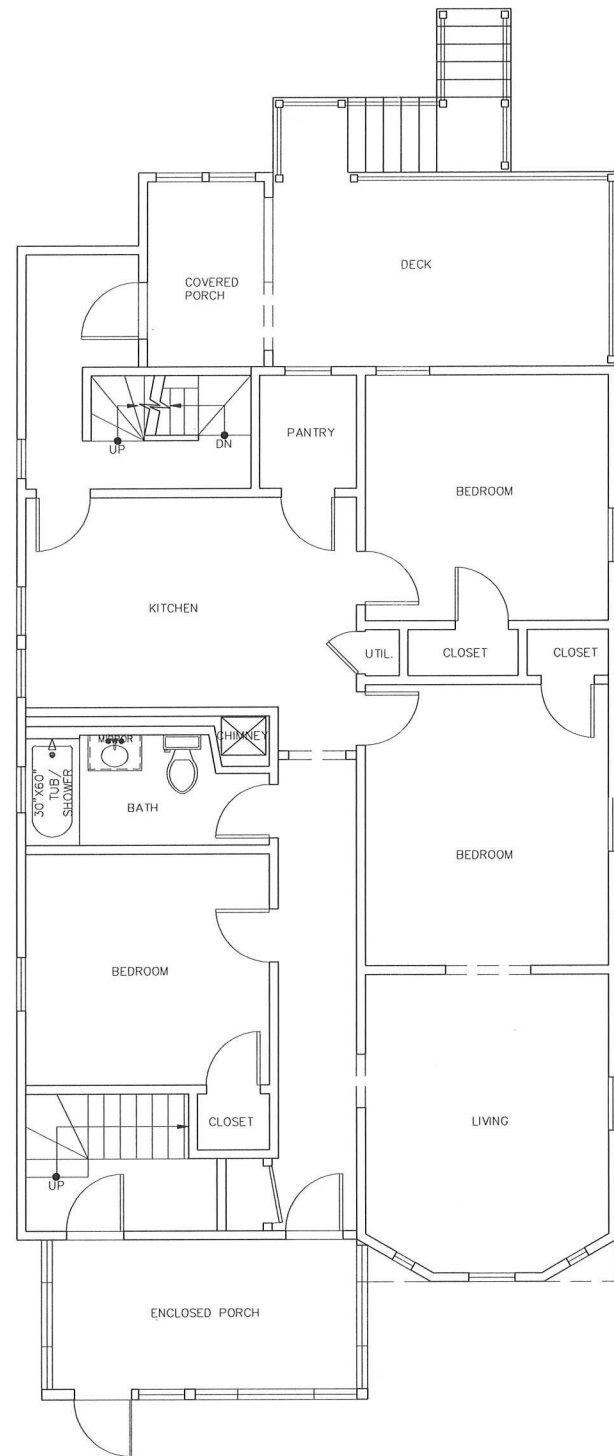 DECK
COVERED
PORCH
UP
DN
PANTRY
BEDROOM
KITCHEN
UTIL.
CLOSET
CLOSET
MIRROR
CHIMNEY
30"X60"
TUB/
SHOWER
BATH
BEDROOM
BEDROOM
CLOSET
LIVING
UP
ENCLOSED PORCH